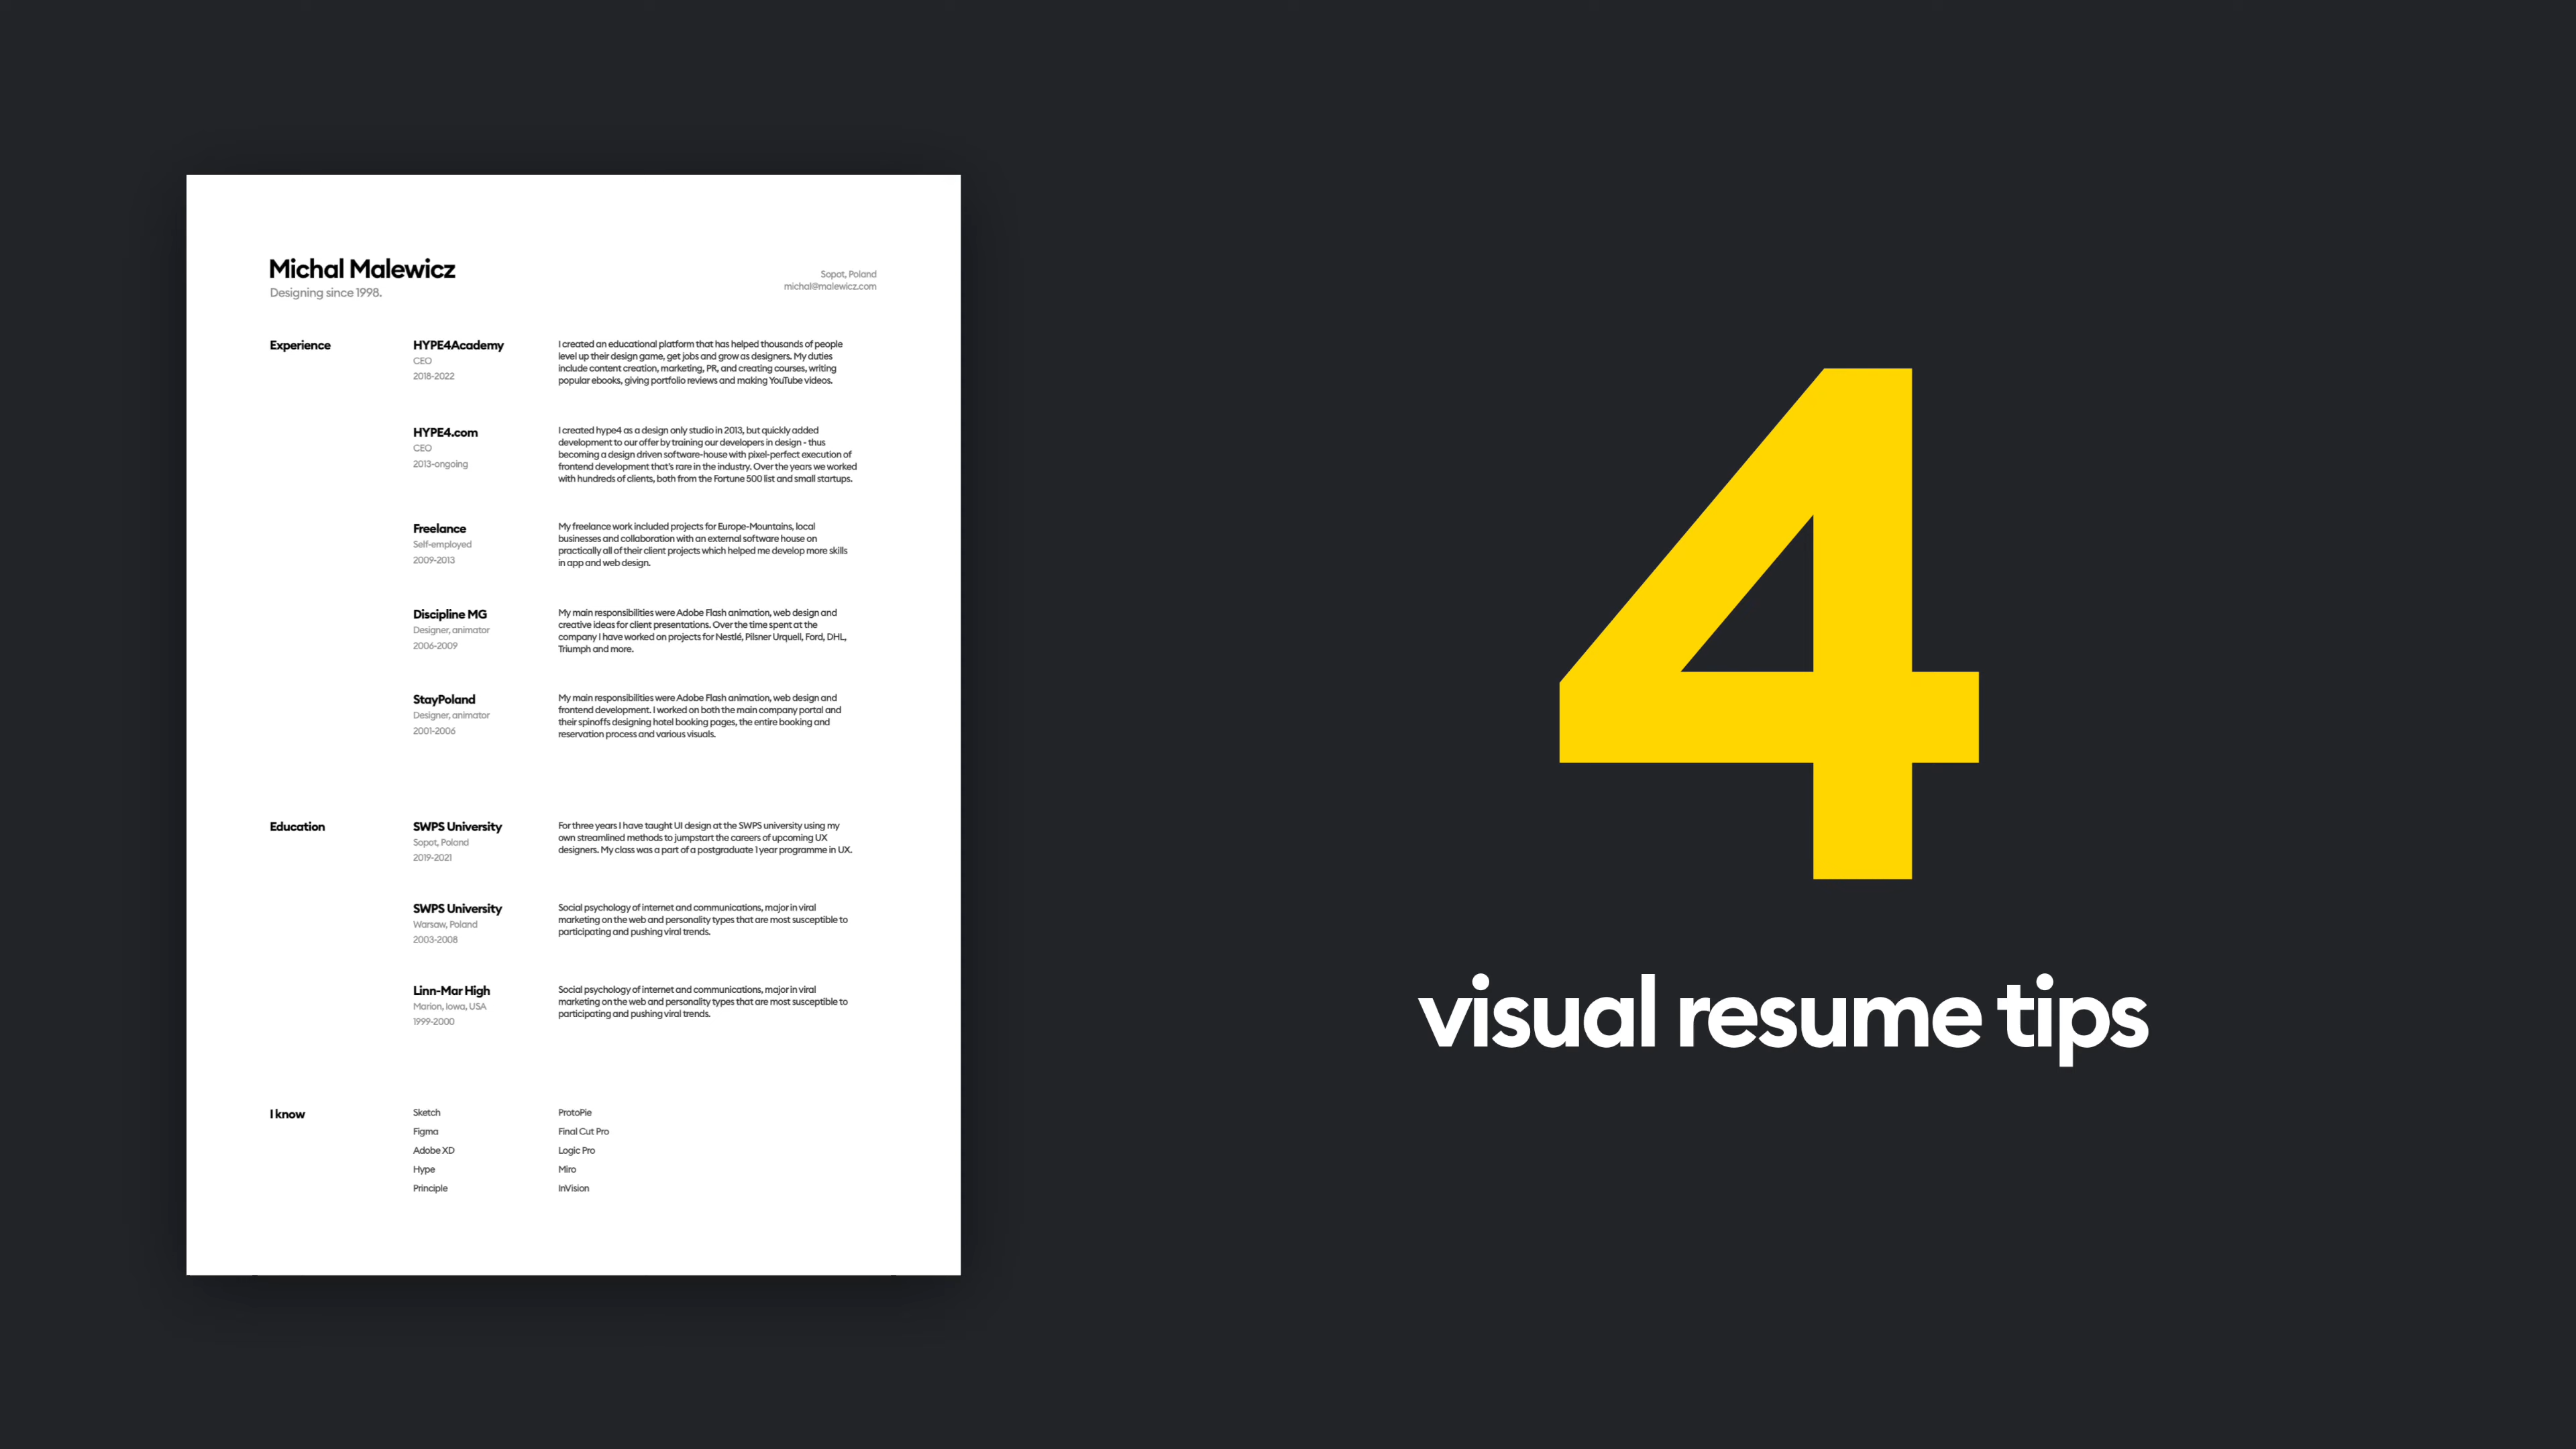 Michal Malewicz
Designing since 1998.
Sopot, Poland
michal@malewicz.com
Experience
HYPE4Academy
CEO
2018-2022
I created an educational platform that has helped thousands of people
level up their design game, get jobs and grow as designers. My duties
include content creation, marketing, PR, and creating courses, writing
popular ebooks, giving portfolio reviews and making YouTube videos.
HYPE4.com
CEO
2013-ongoing
I created hype4 as a design only studio in 2013, but quickly added
development to our offer by training our developers in design - thus
becoming a design driven software-house with pixel-perfect execution of
frontend development that's rare in the industry. Over the years we worked
with hundreds of clients, both from the Fortune 500 list and small startups.
Freelance
Self-employed
2009-2013
My freelance work included projects for Europe-Mountains, local
businesses and collaboration with an external software house on
practically all of their client projects which helped me develop more skills
in app and web design.
Discipline MG
Designer, animator
2006-2009
My main responsibilities were Adobe Flash animation, web design and
creative ideas for client presentations. Over the time spent at the
company I have worked on projects for Nestlé, Pilsner Urquell, Ford, DHL,
Triumph and more.
StayPoland
Designer, animator
2001-2006
My main responsibilities were Adobe Flash animation, web design and
frontend development. I worked on both the main company portal and
their spinoffs designing hotel booking pages, the entire booking and
reservation process and various visuals.
Education
SWPS University
Sopot, Poland
2019-2021
For three years I have taught UI design at the SWPS university using my
own streamlined methods to jumpstart the careers of upcoming UX
designers. My class was a part of a postgraduate 1 year programme in UX.
SWPS University
Warsaw, Poland
2003-2008
Social psychology of internet and communications, major in viral
marketing on the web and personality types that are most susceptible to
participating and pushing viral trends.
Linn-Mar High
Marion, Iowa, USA
1999-2000
Social psychology of internet and communications, major in viral
marketing on the web and personality types that are most susceptible to
participating and pushing viral trends.
I know
Sketch
Figma
Adobe XD
Hype
Principle
ProtoPie
Final Cut Pro
Logic Pro
Miro
InVision
4
visual resume tips